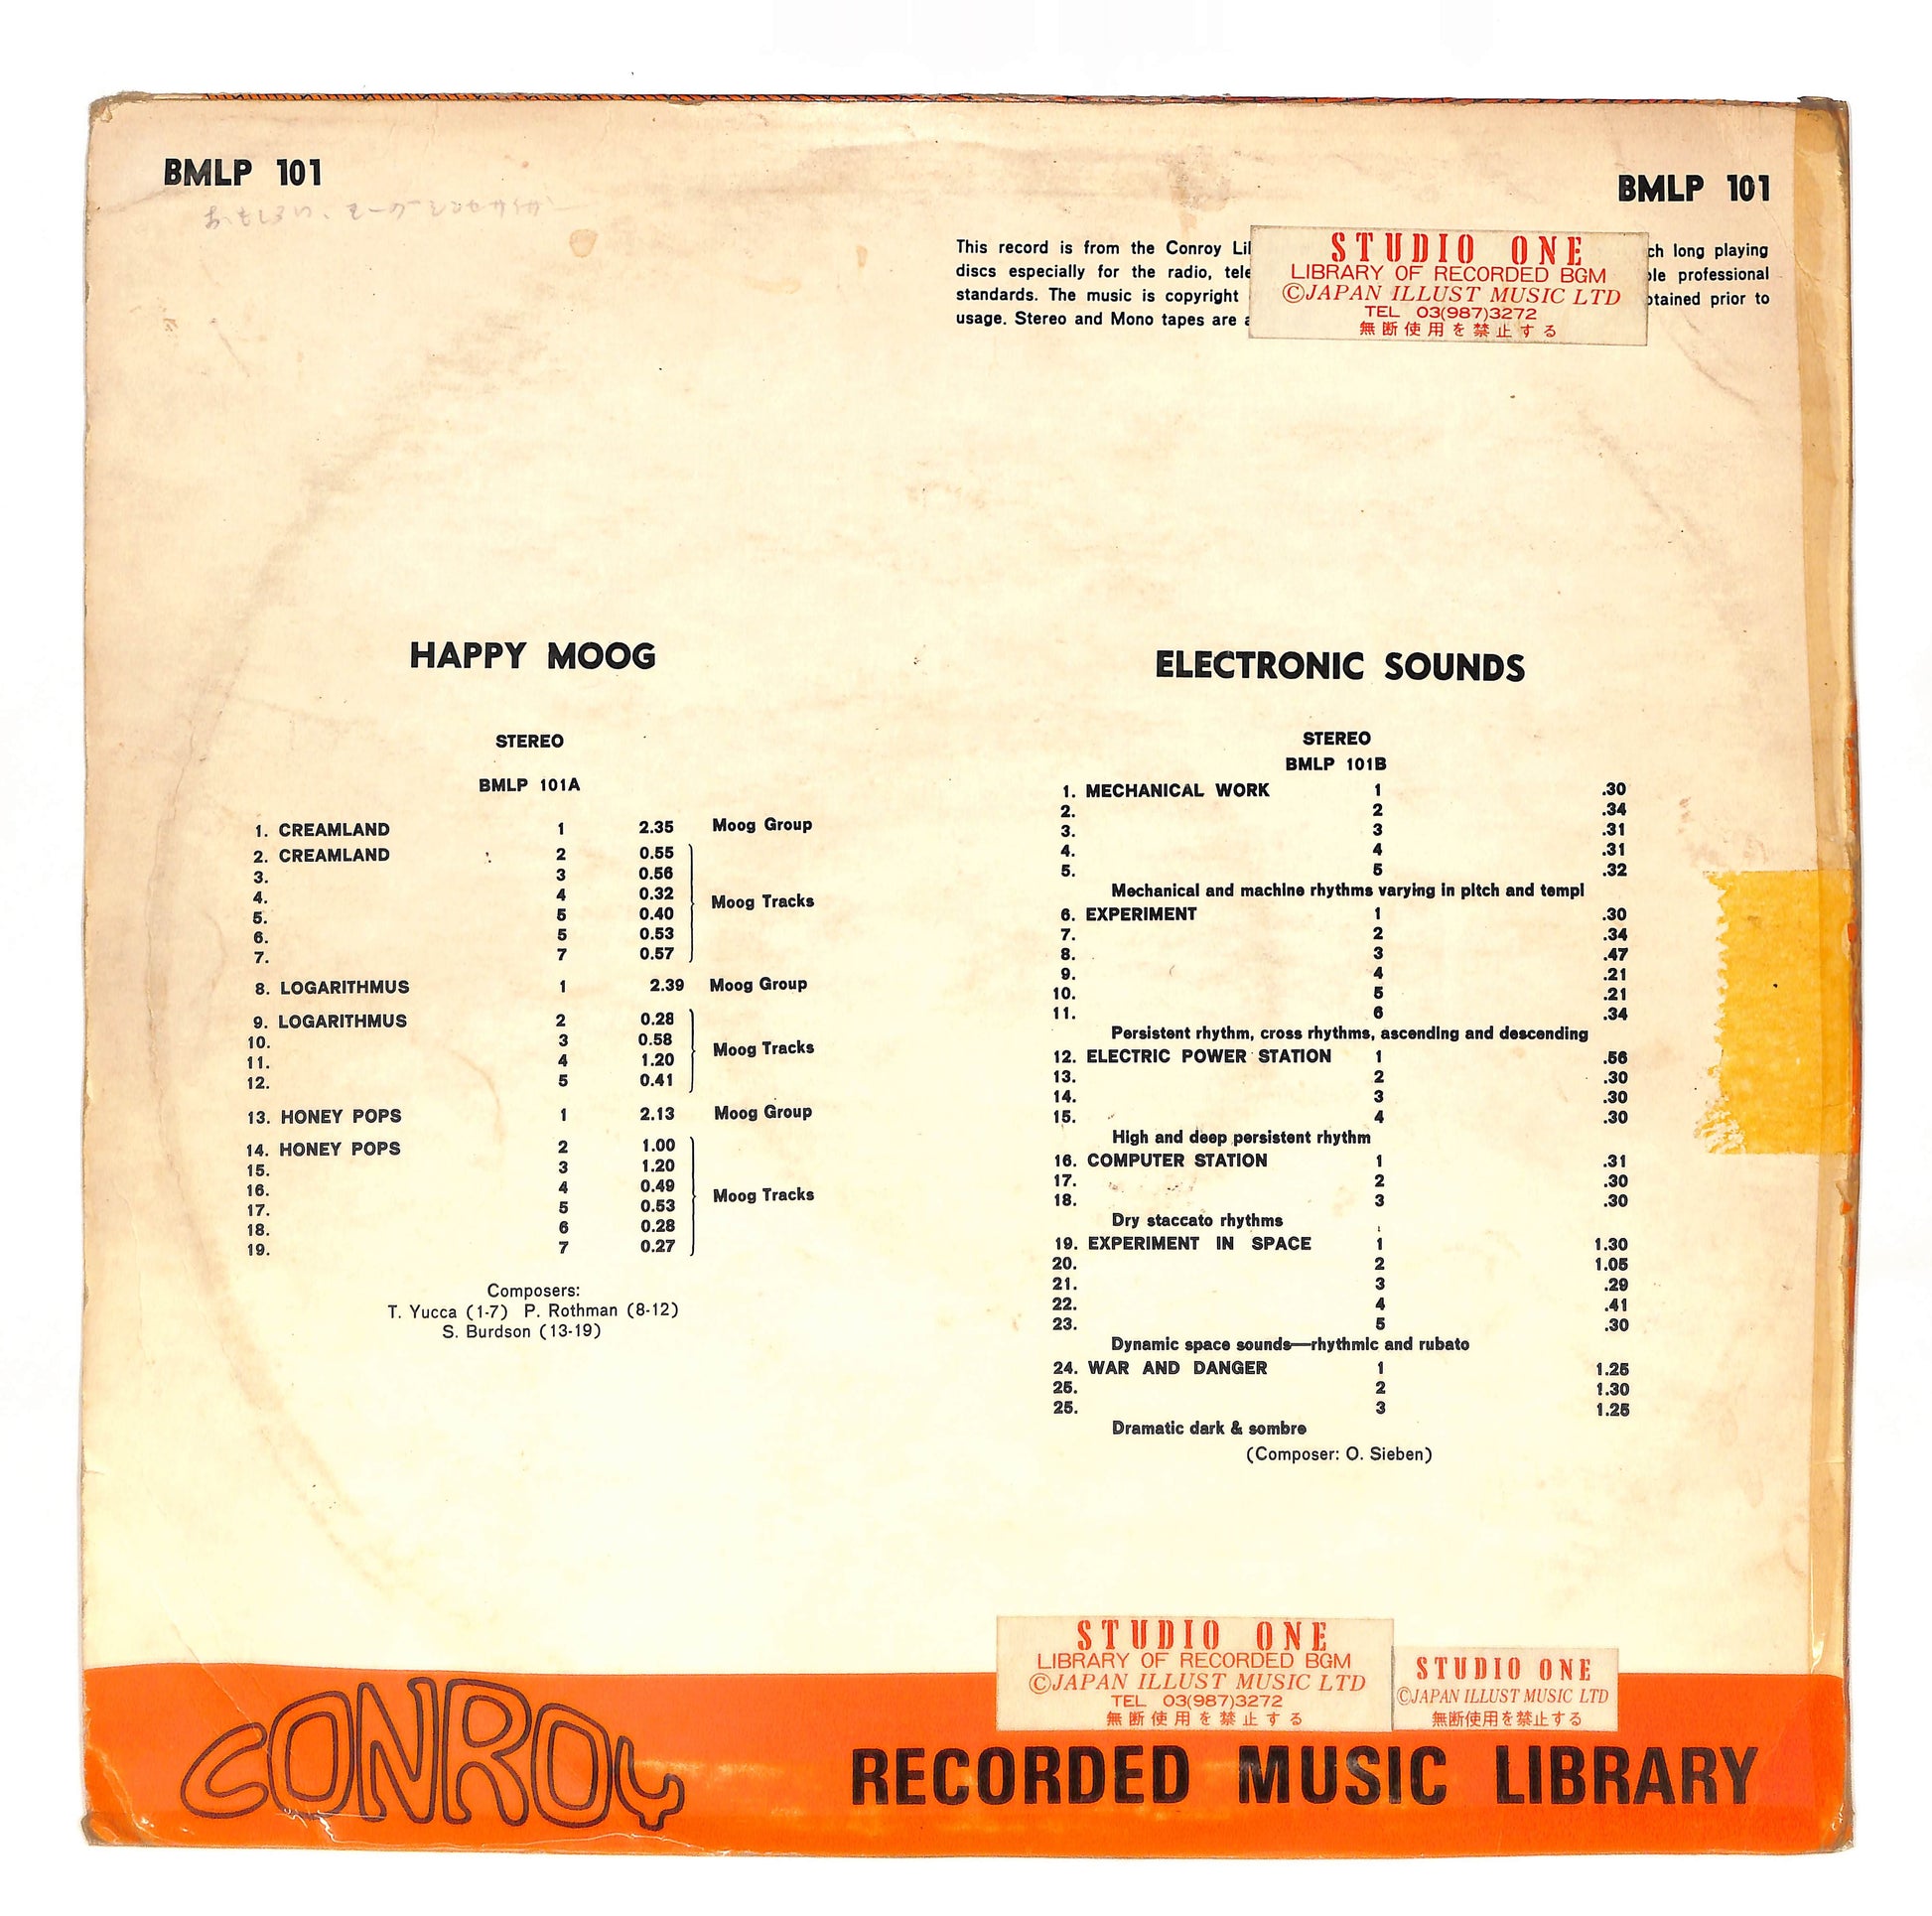 BMLP 101
BMLP 101
おもしろい、モーグシンセサイザー
This record is from the Conroy
ch long playing
discs especially for the radio,
professional
standards. The music is copyright
prior to
usage. Stereo and Mono tapes are
STUDIO ONE
LIBRARY OF RECORDED BGM
©JAPAN ILLUST MUSIC LTD
TEL 03(987)3272
無断使用を禁止する
HAPPY MOOG
STEREO
BMLP 101A
1. CREAMLAND 1 2.35 Moog Group
2. CREAMLAND 2 0.55
3. 3 0.56
4. 4 0.32
Moog Tracks
5. 5 0.40
6. 5 0.53
7. 7 0.57
8. LOGARITHMUS 1 2.39 Moog Group
9. LOGARITHMUS 2 0.28
10. 3 0.58
Moog Tracks
11. 4 1.20
12. 5 0.41
13. HONEY POPS 1 2.13 Moog Group
14. HONEY POPS 2 1.00
15. 3 1.20
16. 4 0.49
Moog Tracks
17. 5 0.53
18. 6 0.28
19. 7 0.27
Composers:
T. Yucca (1-7) P. Rothman (8-12)
S. Burdson (13-19)
ELECTRONIC SOUNDS
STEREO
BMLP 101B
1. MECHANICAL WORK 1 .30
2. 2 .34
3. 3 .31
4. 4 .31
5. 5 .32
Mechanical and machine rhythms varying in pitch and templ
6. EXPERIMENT 1 .30
7. 2 .34
8. 3 .47
9. 4 .21
10. 5 .21
11. 6 .34
Persistent rhythm, cross rhythms, ascending and descending
12. ELECTRIC POWER STATION 1 .56
13. 2 .30
14. 3 .30
15. 4 .30
High and deep persistent rhythm
16. COMPUTER STATION 1 .31
17. 2 .30
18. 3 .30
Dry staccato rhythms
19. EXPERIMENT IN SPACE 1 1.30
20. 2 1.05
21. 3 .29
22. 4 .41
23. 5 .30
Dynamic space sounds—rhythmic and rubato
24. WAR AND DANGER 1 1.25
25. 2 1.30
25. 3 1.25
Dramatic dark & sombre
(Composer: O. Sieben)
STUDIO ONE
LIBRARY OF RECORDED BGM
©JAPAN ILLUST MUSIC LTD
TEL 03(987)3272
無断使用を禁止する
STUDIO ONE
©JAPAN ILLUST MUSIC LTD
無断使用を禁止する
CONROY
RECORDED MUSIC LIBRARY